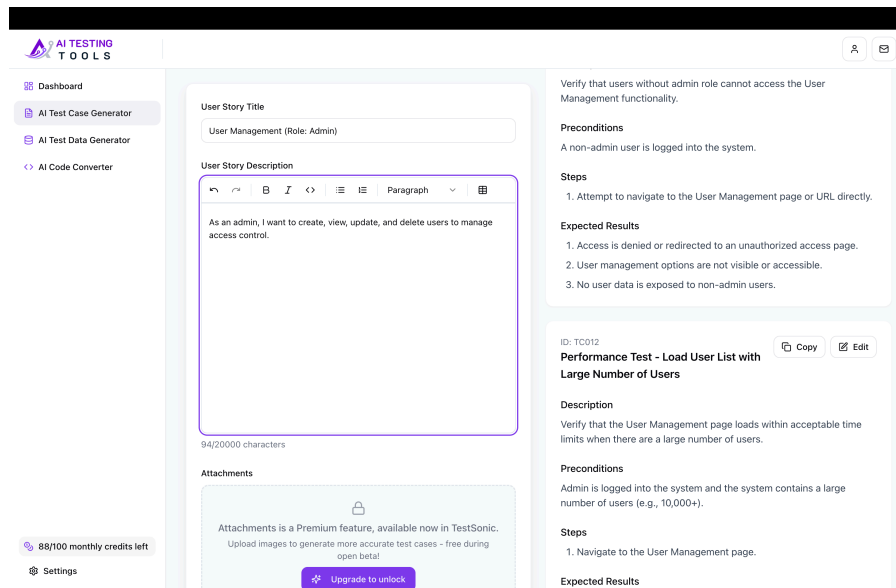 AI TESTING
TOOLS
Dashboard
AI Test Case Generator
AI Test Data Generator
AI Code Converter
88/100 monthly credits left
Settings
User Story Title
User Management (Role: Admin)
User Story Description
Paragraph
As an admin, I want to create, view, update, and delete users to manage
access control.
94/20000 characters
Attachments
Attachments is a Premium feature, available now in TestSonic.
Upload images to generate more accurate test cases - free during
open beta!
Upgrade to unlock
Verify that users without admin role cannot access the User
Management functionality.
Preconditions
A non-admin user is logged into the system.
Steps
1. Attempt to navigate to the User Management page or URL directly.
Expected Results
1. Access is denied or redirected to an unauthorized access page.
2. User management options are not visible or accessible.
3. No user data is exposed to non-admin users.
ID: TC012
Copy
Edit
Performance Test - Load User List with
Large Number of Users
Description
Verify that the User Management page loads within acceptable time
limits when there are a large number of users.
Preconditions
Admin is logged into the system and the system contains a large
number of users (e.g., 10,000+).
Steps
1. Navigate to the User Management page.
Expected Results